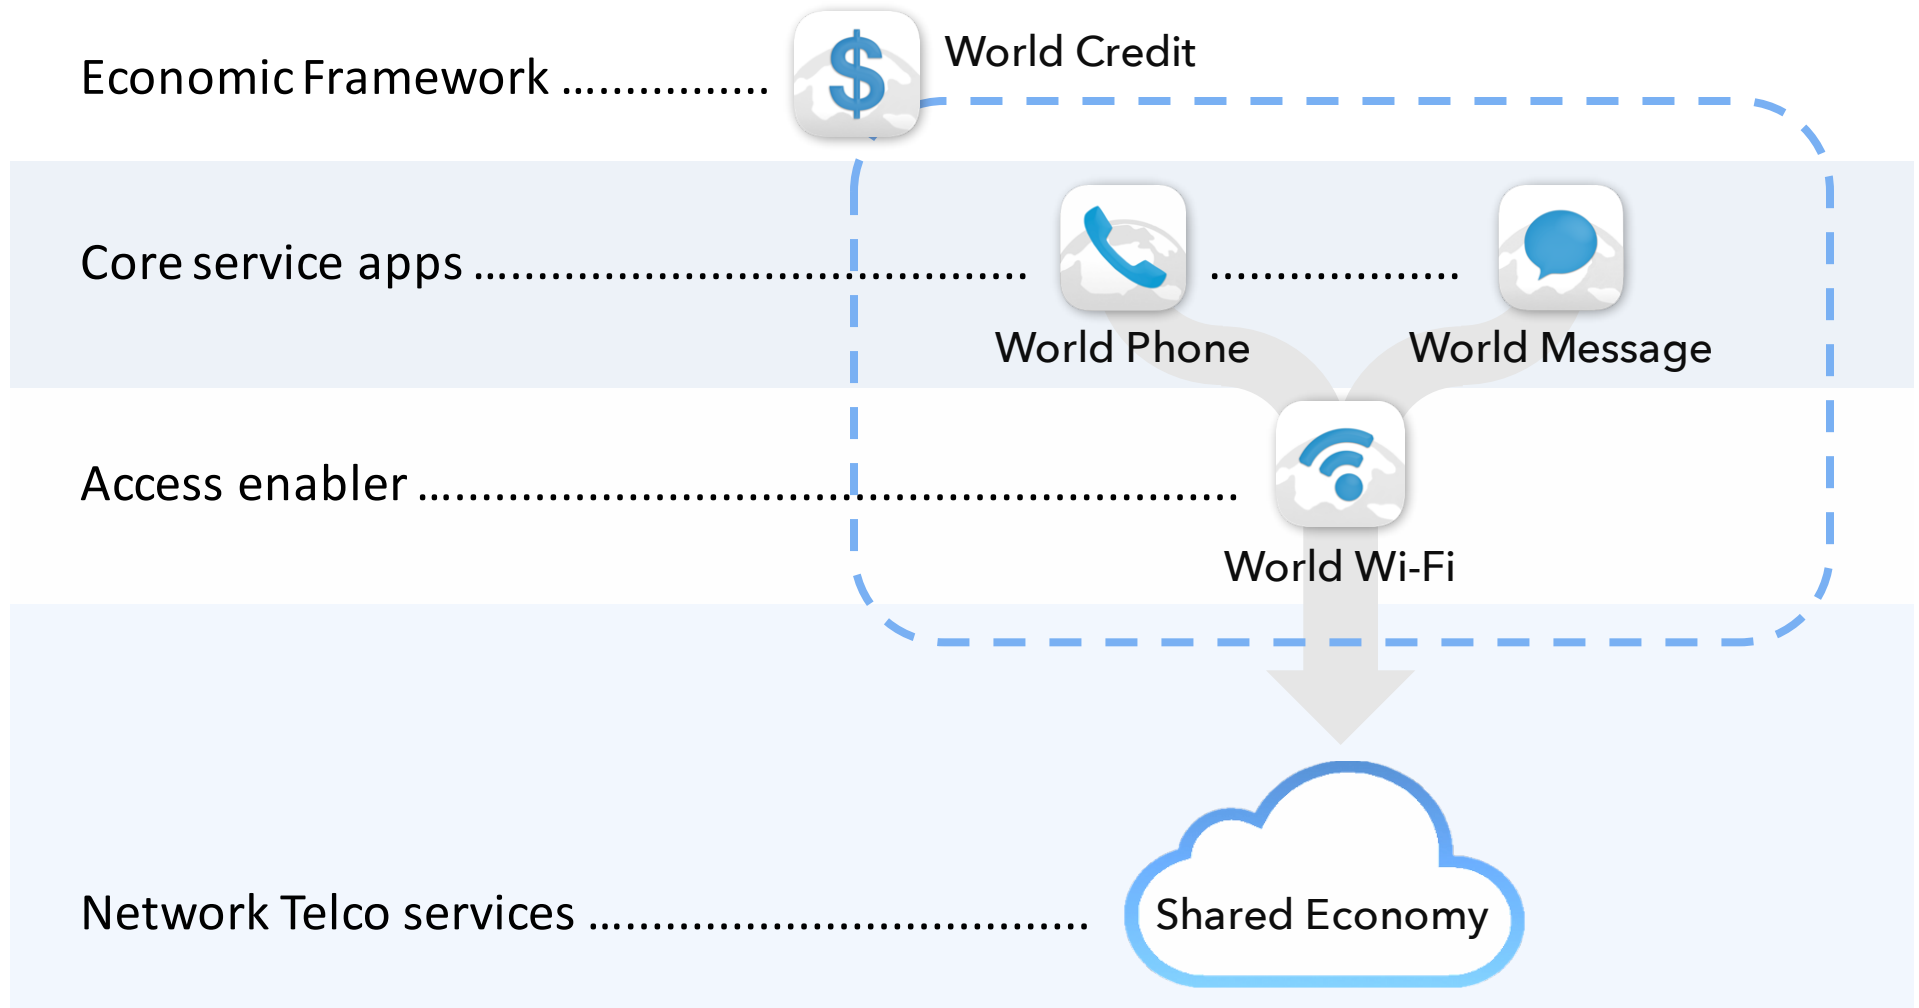 Economic Framework ................ $ World Credit
Core service apps ........................................... ...................
World Phone World Message
Access enabler ...............................................................
World Wi-Fi
Network Telco services ....................................... Shared Economy